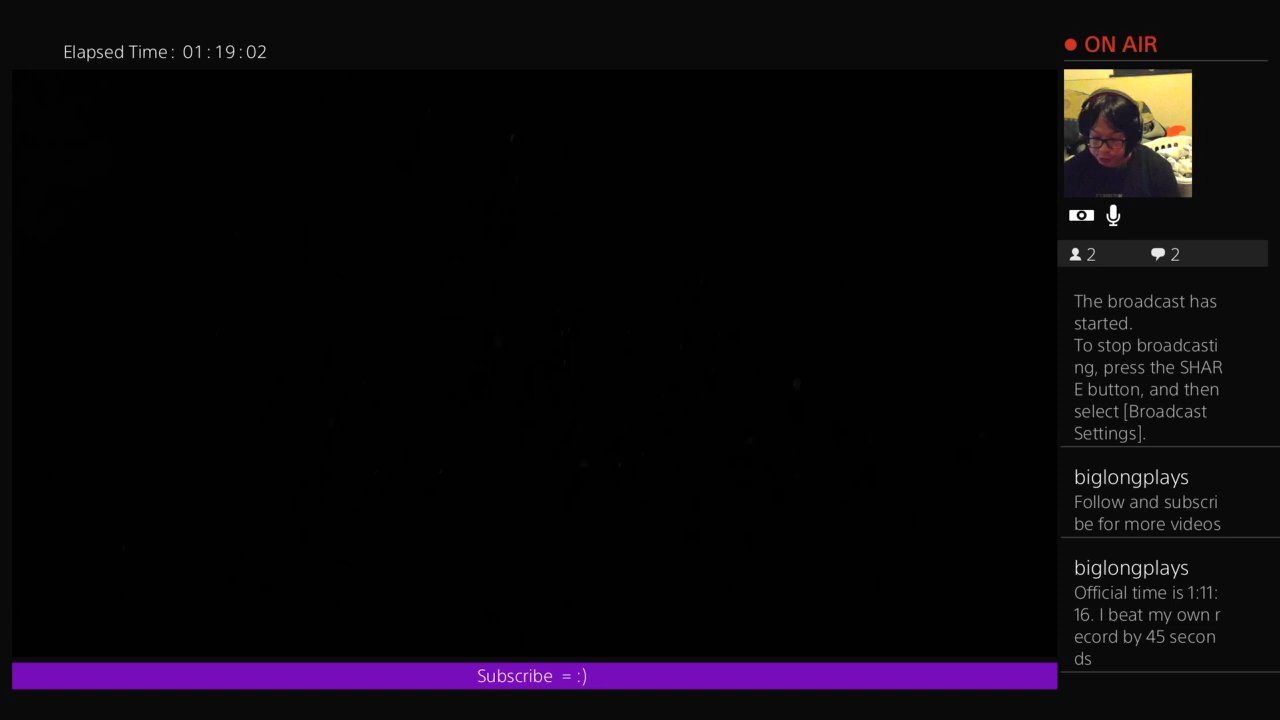 Elapsed Time: 01:19:02
ON AIR
2 2
The broadcast has
started.
To stop broadcasti
ng, press the SHAR
E button, and then
select [Broadcast
Settings].
biglongplays
Follow and subscri
be for more videos
biglongplays
Official time is 1:11:
16. I beat my own r
ecord by 45 secon
ds
Subscribe = :)